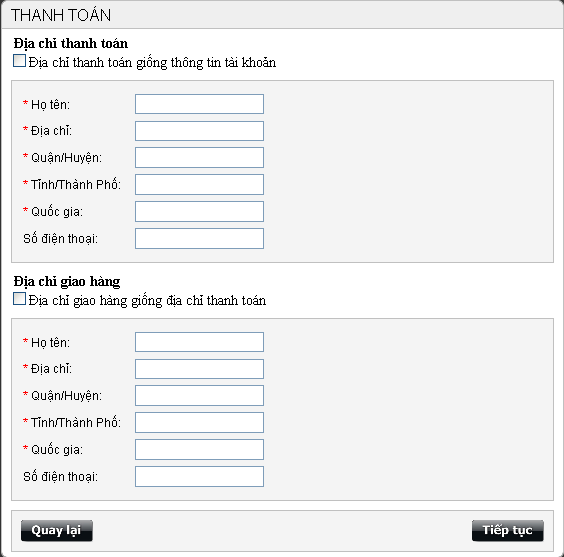 THANH TOÁN
Địa chỉ thanh toán
Địa chỉ thanh toán giống thông tin tài khoản
* Họ tên:
* Địa chỉ:
* Quận/Huyện:
* Tỉnh/Thành Phố:
* Quốc gia:
Số điện thoại:
Địa chỉ giao hàng
Địa chỉ giao hàng giống địa chỉ thanh toán
* Họ tên:
* Địa chỉ:
* Quận/Huyện:
* Tỉnh/Thành Phố:
* Quốc gia:
Số điện thoại:
Quay lại Tiếp tục